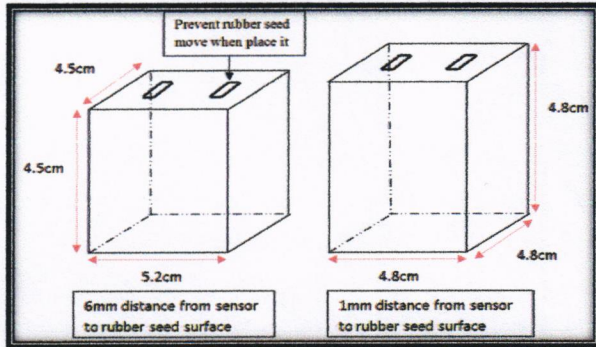 Prevent rubber seed
move when place it
4.5cm
4.5cm
5.2cm
4.8cm
4.8cm
4.8cm
6mm distance from sensor
to rubber seed surface
1mm distance from sensor
to rubber seed surface